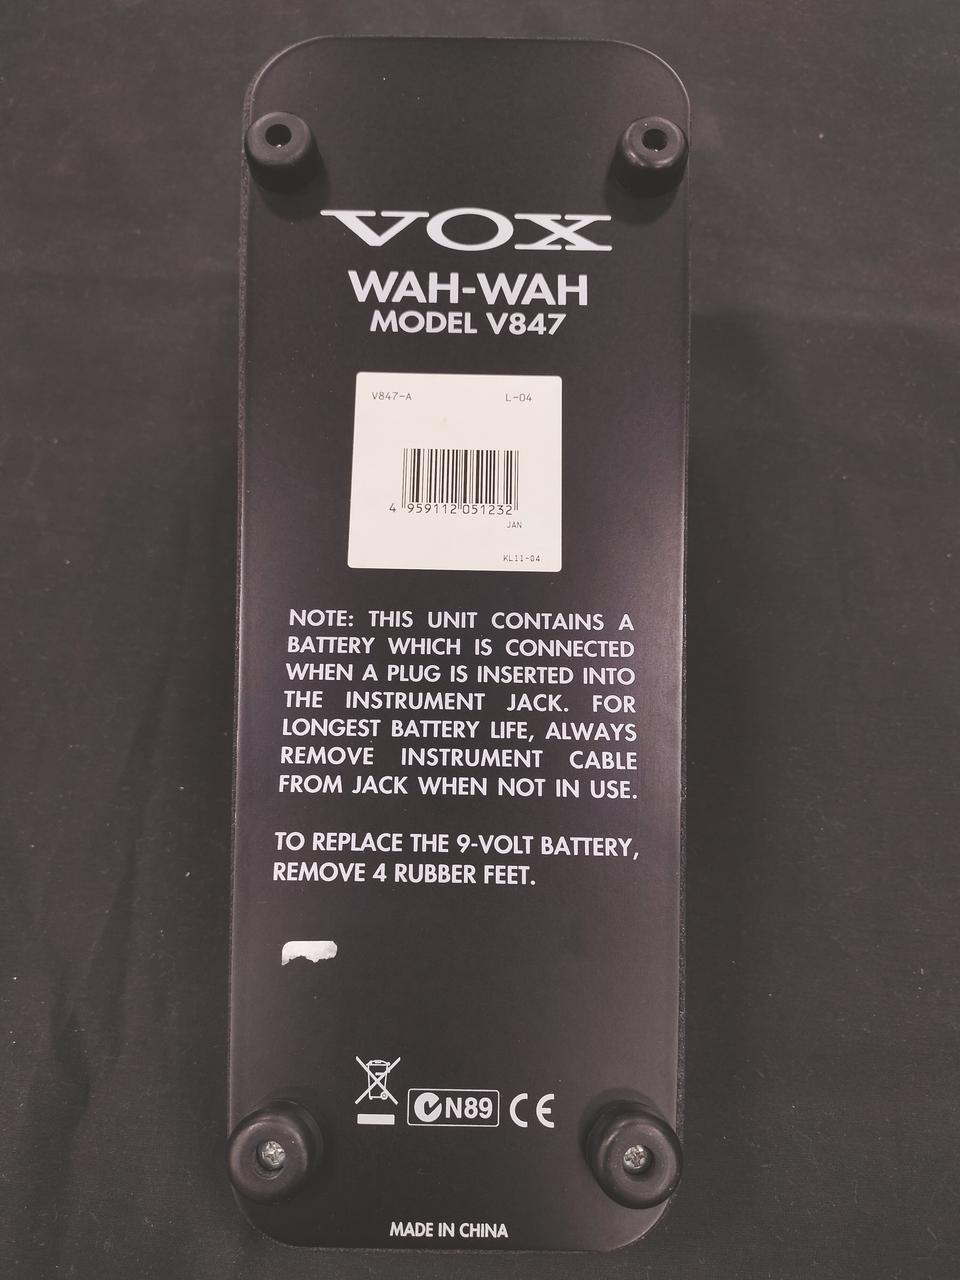 VOX
WAH-WAH
MODEL V847
V847-A L-04
4 959112 051232
JAN
KL11-04
NOTE: THIS UNIT CONTAINS A
BATTERY WHICH IS CONNECTED
WHEN A PLUG IS INSERTED INTO
THE INSTRUMENT JACK. FOR
LONGEST BATTERY LIFE, ALWAYS
REMOVE INSTRUMENT CABLE
FROM JACK WHEN NOT IN USE.
TO REPLACE THE 9-VOLT BATTERY,
REMOVE 4 RUBBER FEET.
N89 CE
MADE IN CHINA